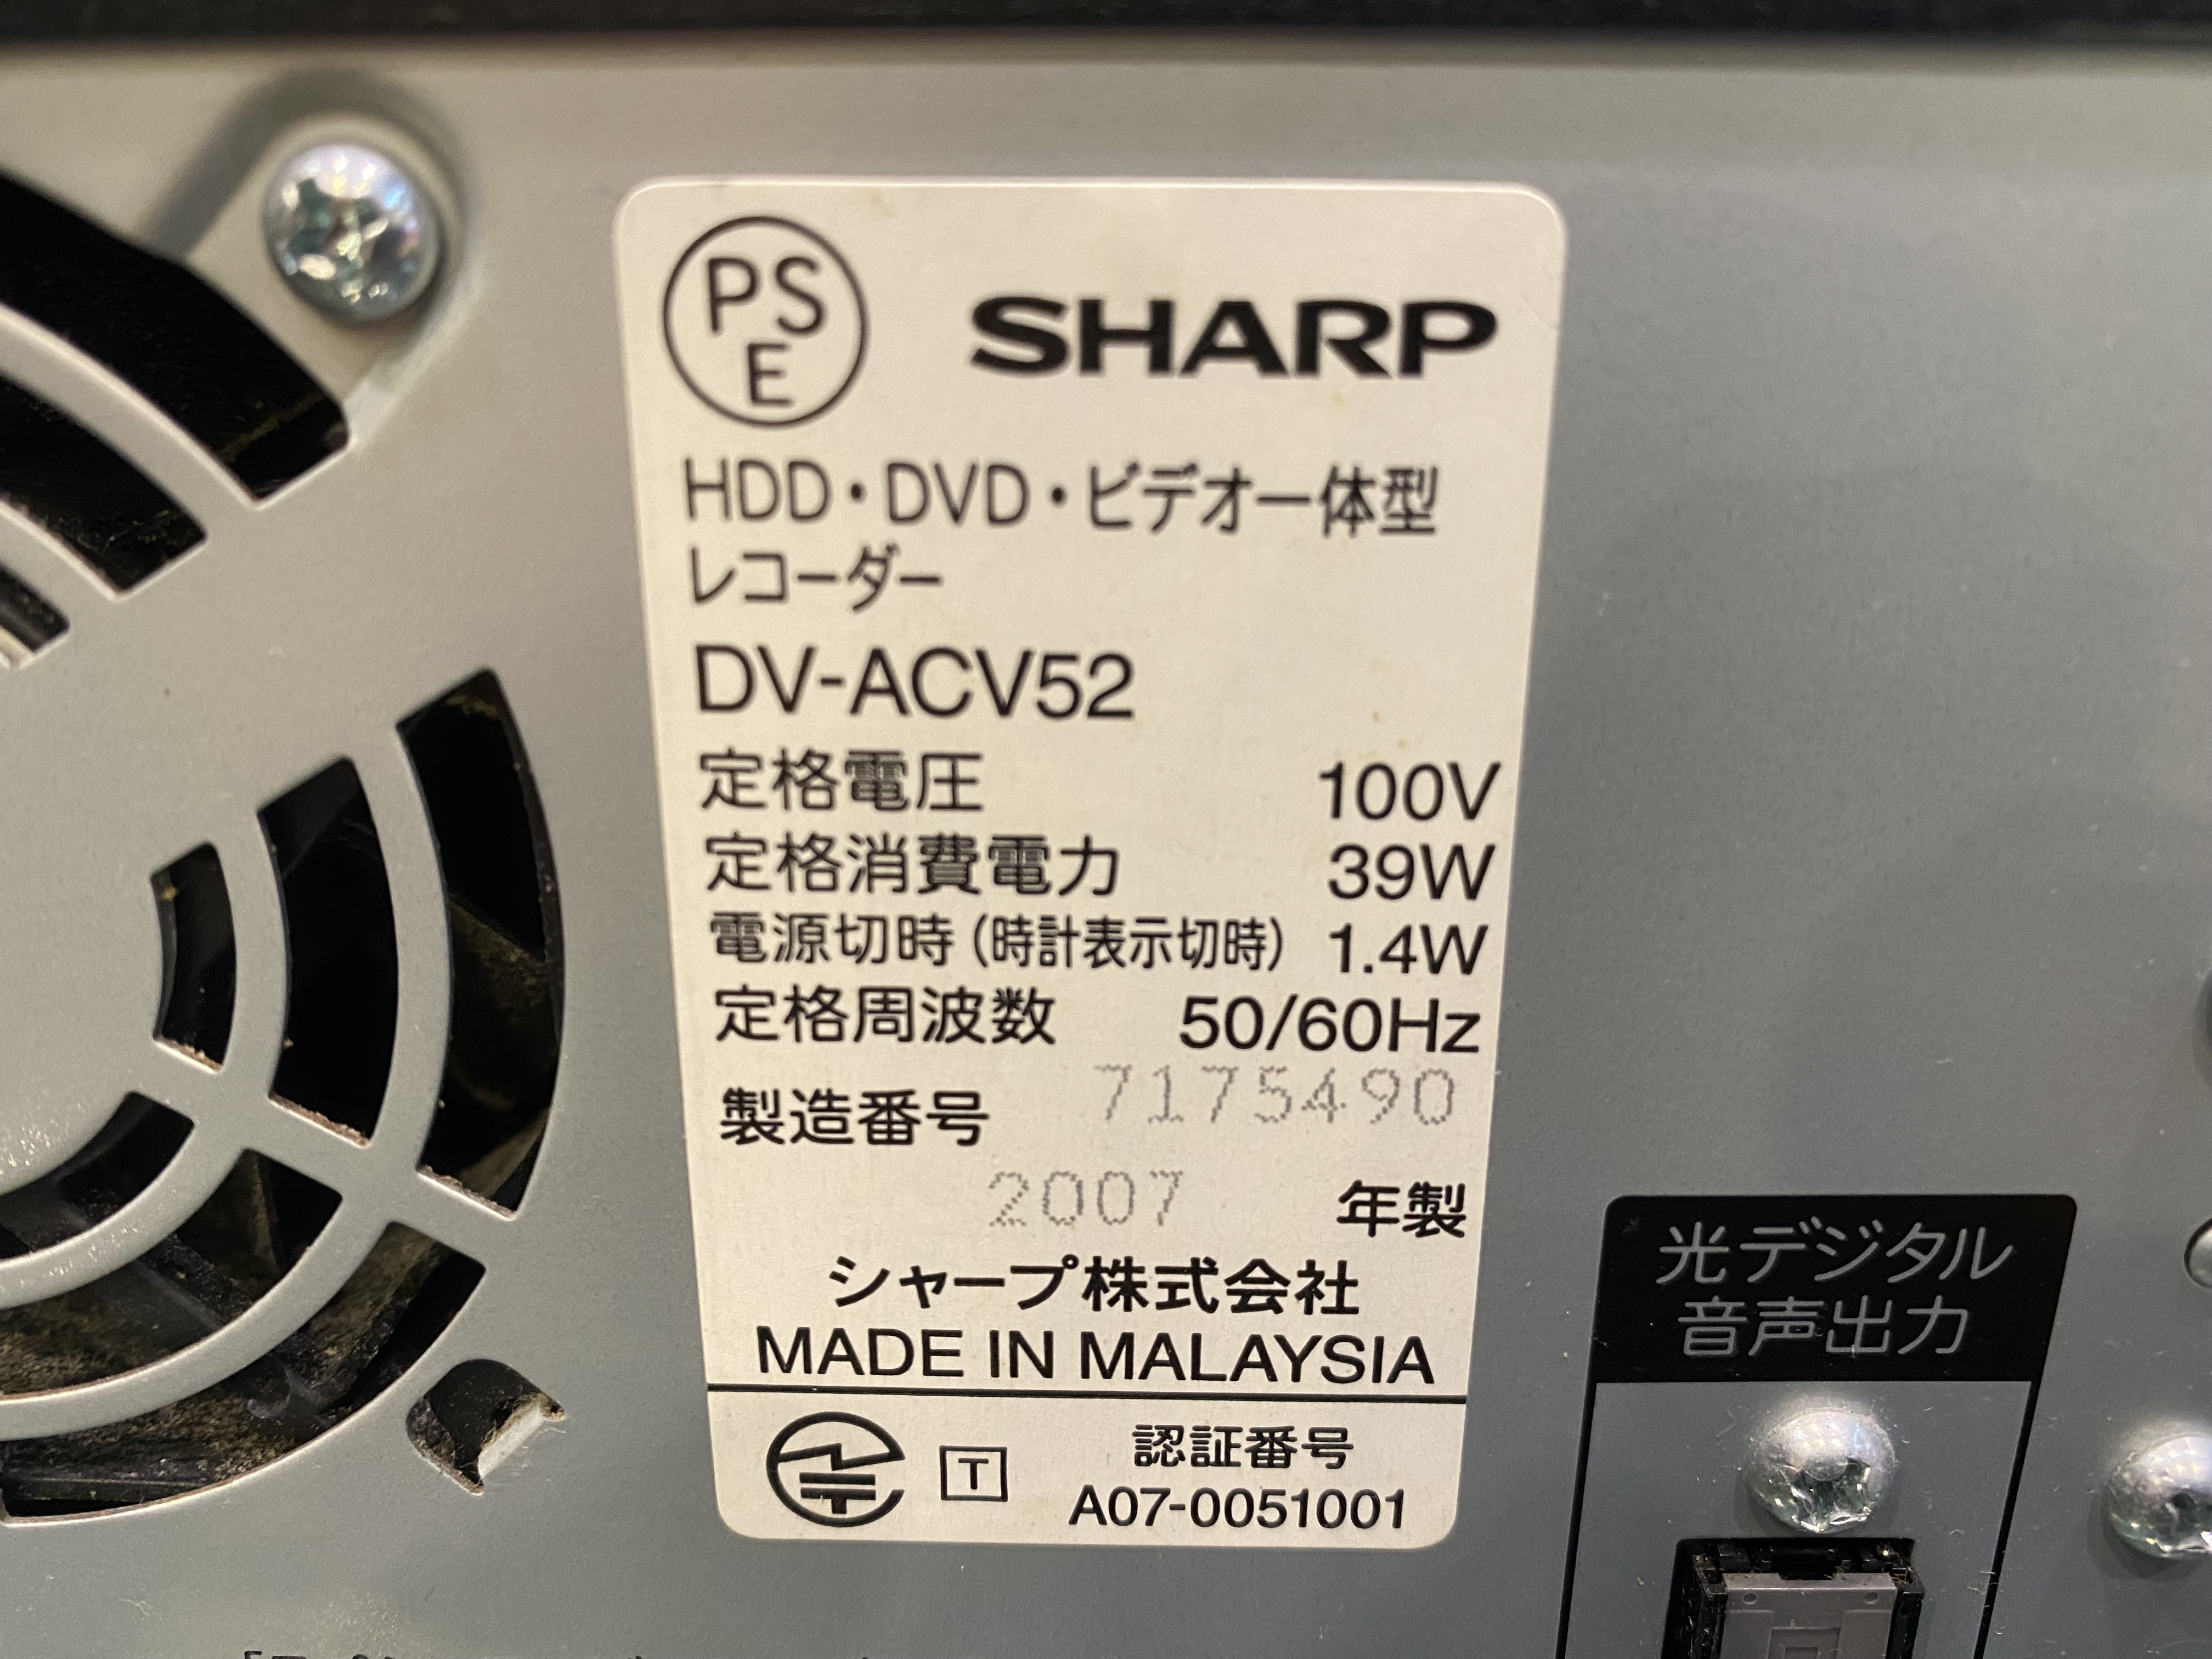 PS
E
SHARP
HDD・DVD・ビデオ一体型
レコーダー
DV-ACV52
定格電圧 100V
定格消費電力 39W
電源切時(時計表示切時) 1.4W
定格周波数 50/60Hz
製造番号 7175490
2007 年製
シャープ株式会社
MADE IN MALAYSIA
T 認証番号
A07-0051001
光デジタル
音声出力